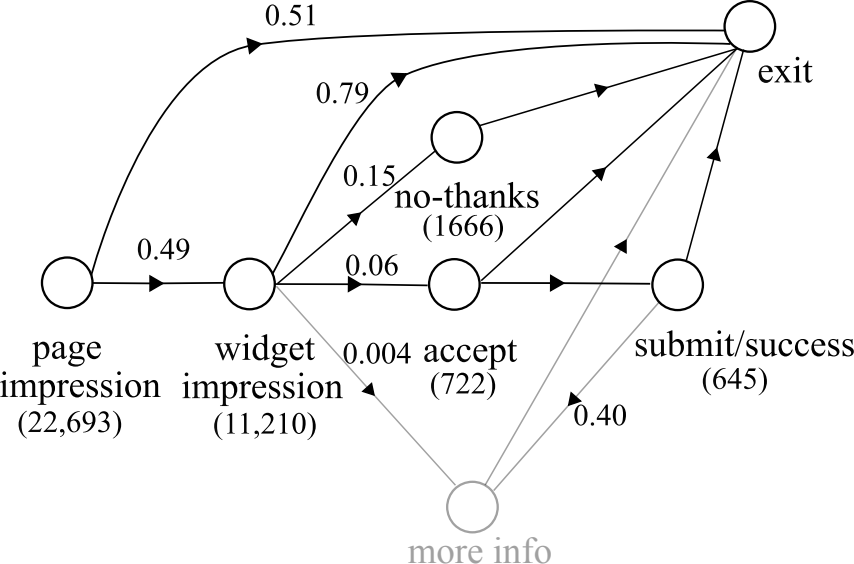 0.51
exit
0.79
0.15
no-thanks
(1666)
0.49
0.06
page
impression
(22,693)
widget
impression
(11,210)
0.004
accept
(722)
submit/success
(645)
0.40
more info